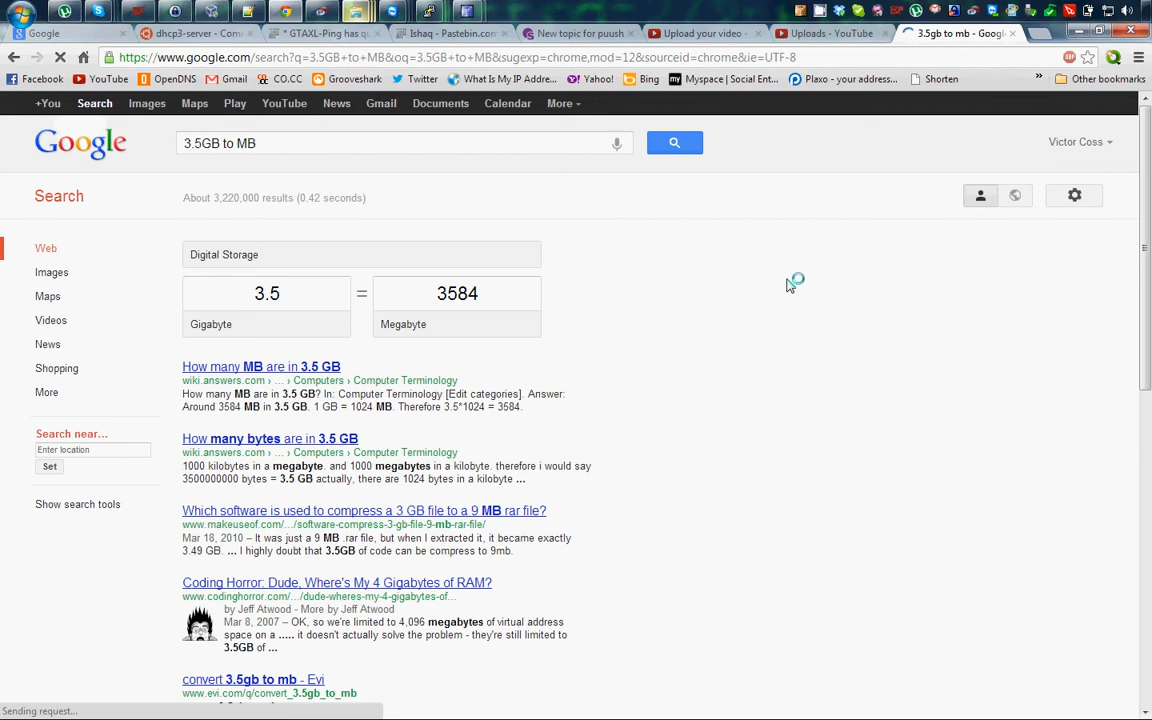 Google
dhcp3-server - Com
* GTAXL-Ping has q
Ishaq - Pastebin.com
New topic for puush
Upload your video -
Uploads - YouTube
3.5gb to mb - Googl
https://www.google.com/search?q=3.5GB+to+MB&oq=3.5GB+to+MB&sugexp=chrome,mod=12&sourceid=chrome&ie=UTF-8
Facebook YouTube OpenDNS Gmail CO.CC Grooveshark Twitter What Is My IP Addre... Yahoo! Bing Myspace | Social Ent... Plaxo - your address... Shorten » Other bookmarks
+You Search Images Maps Play YouTube News Gmail Documents Calendar More
Google
3.5GB to MB
Victor Coss
Search
About 3,220,000 results (0.42 seconds)
Web
Images
Maps
Videos
News
Shopping
More
Search near...
Enter location
Set
Show search tools
Digital Storage
3.5 = 3584
Gigabyte Megabyte
How many MB are in 3.5 GB
wiki.answers.com › ... › Computers › Computer Terminology
How many MB are in 3.5 GB? In: Computer Terminology [Edit categories]. Answer:
Around 3584 MB in 3.5 GB. 1 GB = 1024 MB. Therefore 3.5*1024 = 3584.
How many bytes are in 3.5 GB
wiki.answers.com › ... › Computers › Computer Terminology
1000 kilobytes in a megabyte. and 1000 megabytes in a kilobyte. therefore i would say
3500000000 bytes = 3.5 GB actually, there are 1024 bytes in a kilobyte ...
Which software is used to compress a 3 GB file to a 9 MB rar file?
www.makeuseof.com/.../software-compress-3-gb-file-9-mb-rar-file/
Mar 18, 2010 – It was just a 9 MB .rar file, but when I extracted it, it became exactly
3.49 GB. ... I highly doubt that 3.5GB of code can be compress to 9mb.
Coding Horror: Dude, Where's My 4 Gigabytes of RAM?
www.codinghorror.com/.../dude-wheres-my-4-gigabytes-of...
by Jeff Atwood - More by Jeff Atwood
Mar 8, 2007 – OK, so we're limited to 4,096 megabytes of virtual address
space on a ..... it doesn't actually solve the problem - they're still limited to
3.5GB of ...
convert 3.5gb to mb - Evi
www.evi.com/q/convert_3.5gb_to_mb
Sending request...